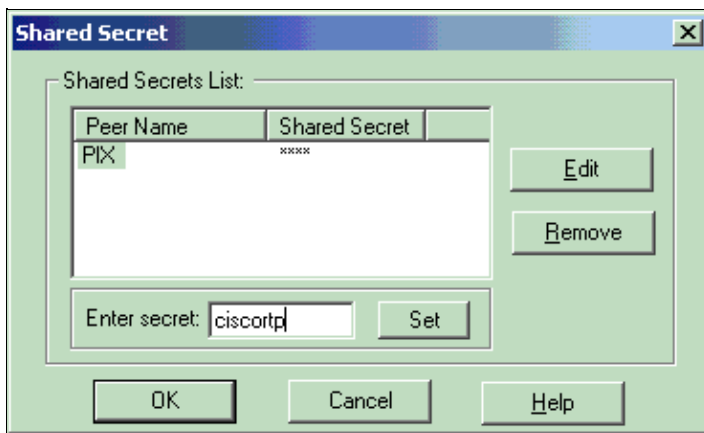 Shared Secret
Shared Secrets List:
Peer Name Shared Secret
PIX ****
Edit
Remove
Enter secret: ciscortp Set
OK Cancel Help